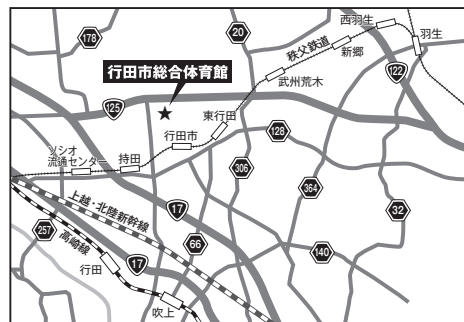 西羽生
178
20
秩父鉄道
新郷
羽生
行田市総合体育館
武州荒木
122
125
東行田
行田市
128
ソシオ
流通センター
持田
306
364
上越・北陸新幹線
17
32
257
66
高崎線
140
17
行田
吹上